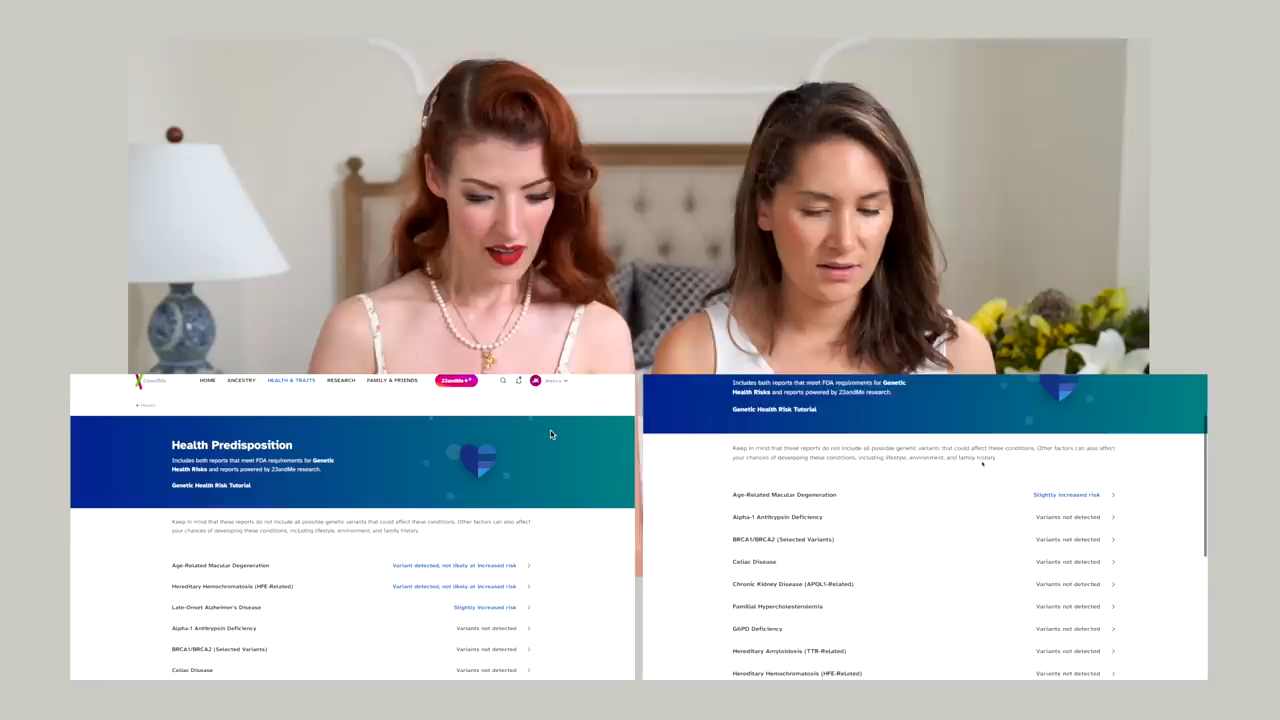 23andMe
HOME ANCESTRY HEALTH & TRAITS RESEARCH FAMILY & FRIENDS 23andMe+ JK Jessica
Health
Health Predisposition
Includes both reports that meet FDA requirements for Genetic
Health Risks and reports powered by 23andMe research.
Genetic Health Risk Tutorial
Keep in mind that these reports do not include all possible genetic variants that could affect these conditions. Other factors can also affect
your chances of developing these conditions, including lifestyle, environment, and family history.
Age-Related Macular Degeneration Variant detected, not likely at increased risk
Hereditary Hemochromatosis (HFE-Related) Variant detected, not likely at increased risk
Late-Onset Alzheimer's Disease Slightly increased risk
Alpha-1 Antitrypsin Deficiency Variants not detected
BRCA1/BRCA2 (Selected Variants) Variants not detected
Celiac Disease Variants not detected
Includes both reports that meet FDA requirements for Genetic
Health Risks and reports powered by 23andMe research.
Genetic Health Risk Tutorial
Keep in mind that these reports do not include all possible genetic variants that could affect these conditions. Other factors can also affect
your chances of developing these conditions, including lifestyle, environment, and family history.
Age-Related Macular Degeneration Slightly increased risk
Alpha-1 Antitrypsin Deficiency Variants not detected
BRCA1/BRCA2 (Selected Variants) Variants not detected
Celiac Disease Variants not detected
Chronic Kidney Disease (APOL1-Related) Variants not detected
Familial Hypercholesterolemia Variants not detected
G6PD Deficiency Variants not detected
Hereditary Amyloidosis (TTR-Related) Variants not detected
Hereditary Hemochromatosis (HFE-Related) Variants not detected